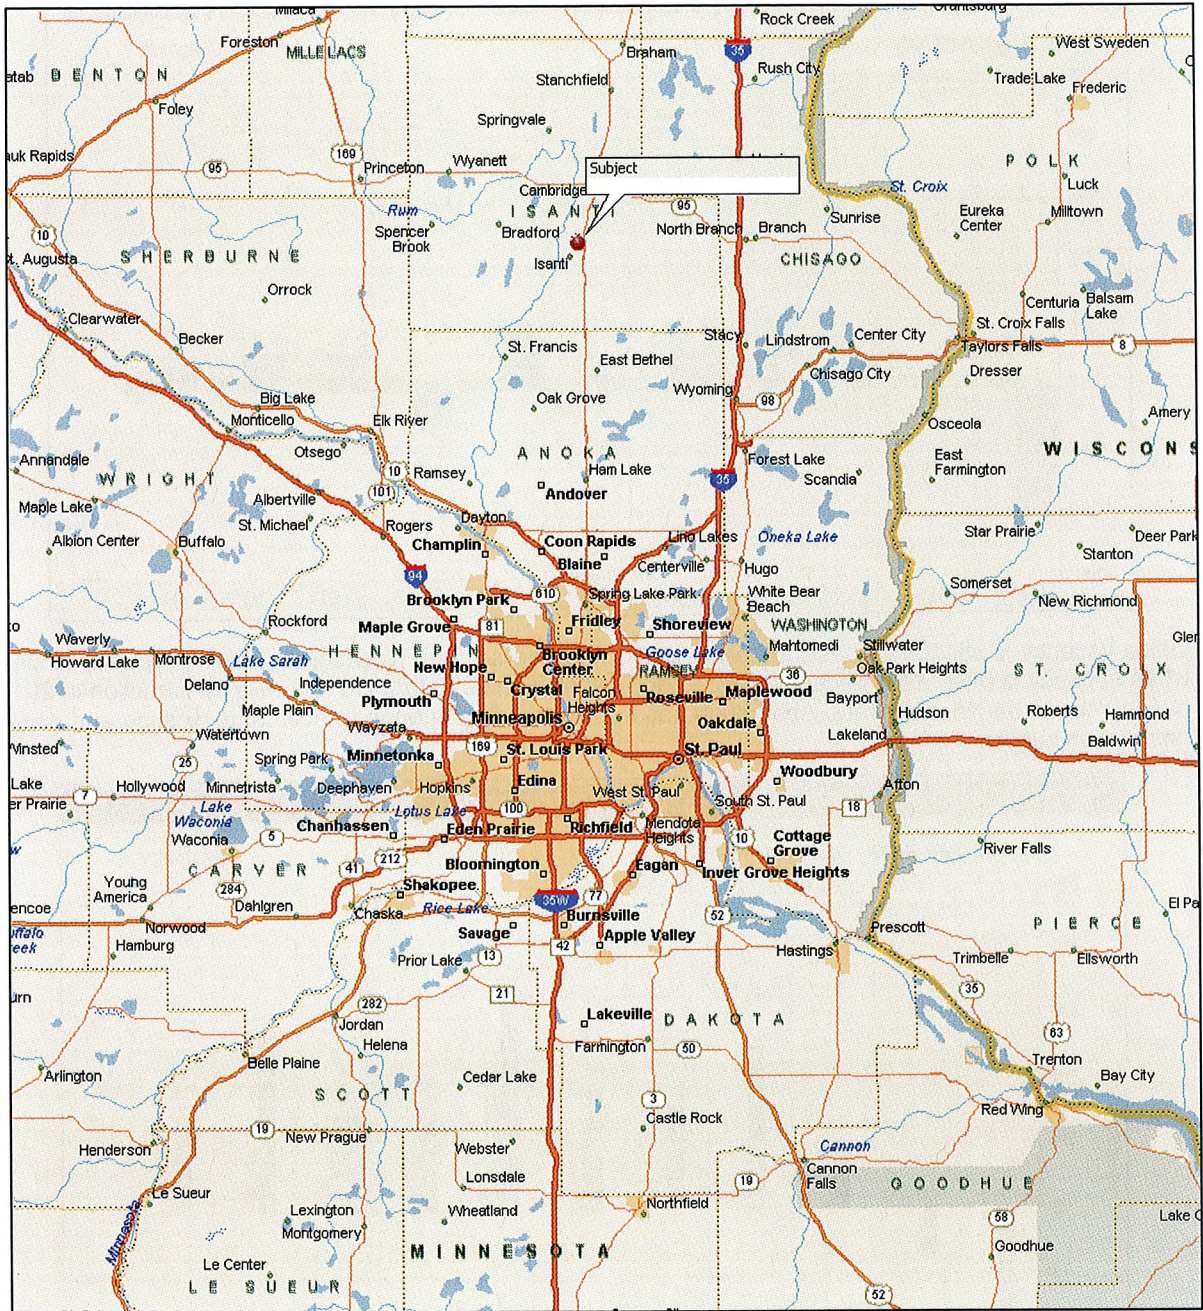 Milaca
Rock Creek
Grantsburg
Foreston
MILLE LACS
Braham
35
West Sweden
atab
BENTON
Stanchfield
Rush City
Trade Lake
Frederic
Foley
Springvale
auk Rapids
95
169
Princeton
Wyanett
Subject
POLK
Luck
Cambridge
St. Croix
Rum
ISANTI
95
Sunrise
Eureka
Center
Milltown
10
Spencer
Brook
Bradford
North Branch
Branch
t. Augusta
SHERBURNE
Isanti
CHISAGO
Orrock
Centuria
Balsam
Lake
Clearwater
Becker
St. Francis
Stacy
Lindstrom
Center City
St. Croix Falls
Taylors Falls
8
East Bethel
Chisago City
Dresser
Big Lake
Oak Grove
Wyoming
98
Monticello
Elk River
Osceola
Amery
Otsego
ANOKA
WISCONS
Annandale
10
Ramsey
Ham Lake
Forest Lake
East
Farmington
WRIGHT
Scandia
Albertville
101
Andover
35
Maple Lake
St. Michael
Dayton
Albion Center
Buffalo
Rogers
Champlin
Coon Rapids
Lino Lakes
Oneka Lake
Star Prairie
Deer Park
Blaine
Centerville
Hugo
Stanton
94
Somerset
Brooklyn Park
610
Spring Lake Park
White Bear
Beach
New Richmond
Rockford
Maple Grove
81
Fridley
Shoreview
WASHINGTON
Waverly
HENNEPIN
Goose Lake
Mahtomedi
Stillwater
Howard Lake
Montrose
Lake Sarah
New Hope
Brooklyn
Center
RAMSEY
Oak Park Heights
ST. CROIX
Delano
Independence
Crystal
Falcon
Heights
Roseville
36
Maplewood
Bayport
Maple Plain
Plymouth
Minneapolis
Oakdale
Hudson
Roberts
Hammond
Watertown
Wayzata
Lakeland
Baldwin
Winsted
169
St. Louis Park
St. Paul
25
Spring Park
Minnetonka
Woodbury
Lake
7
Hollywood
Minnetrista
Deephaven
Hopkins
Edina
West St. Paul
Afton
er Prairie
Lake
Waconia
Lotus Lake
100
South St. Paul
18
Waconia
5
Chanhassen
Eden Prairie
Richfield
Mendota
Heights
10
Cottage
Grove
River Falls
CARVER
41
212
Bloomington
Eagan
Inver Grove Heights
Young
America
284
Shakopee
35W
77
encoe
Dahlgren
Chaska
Rice Lake
52
El Pa
Norwood
Burnsville
Prescott
PIERCE
uffalo
reek
Hamburg
Savage
42
Apple Valley
Hastings
Trimbelle
Ellsworth
Prior Lake
13
35
urn
282
21
Jordan
Lakeville
DAKOTA
63
Helena
Farmington
50
Belle Plaine
Trenton
Arlington
Cedar Lake
Bay City
SCOTT
3
Red Wing
Castle Rock
19
New Prague
Henderson
Webster
Cannon
Le Sueur
Lonsdale
19
Cannon
Falls
GOODHUE
Minnesota
Lexington
Wheatland
Northfield
58
Lake C
Montgomery
MINNESOTA
Goodhue
Le Center
LE SUEUR
52